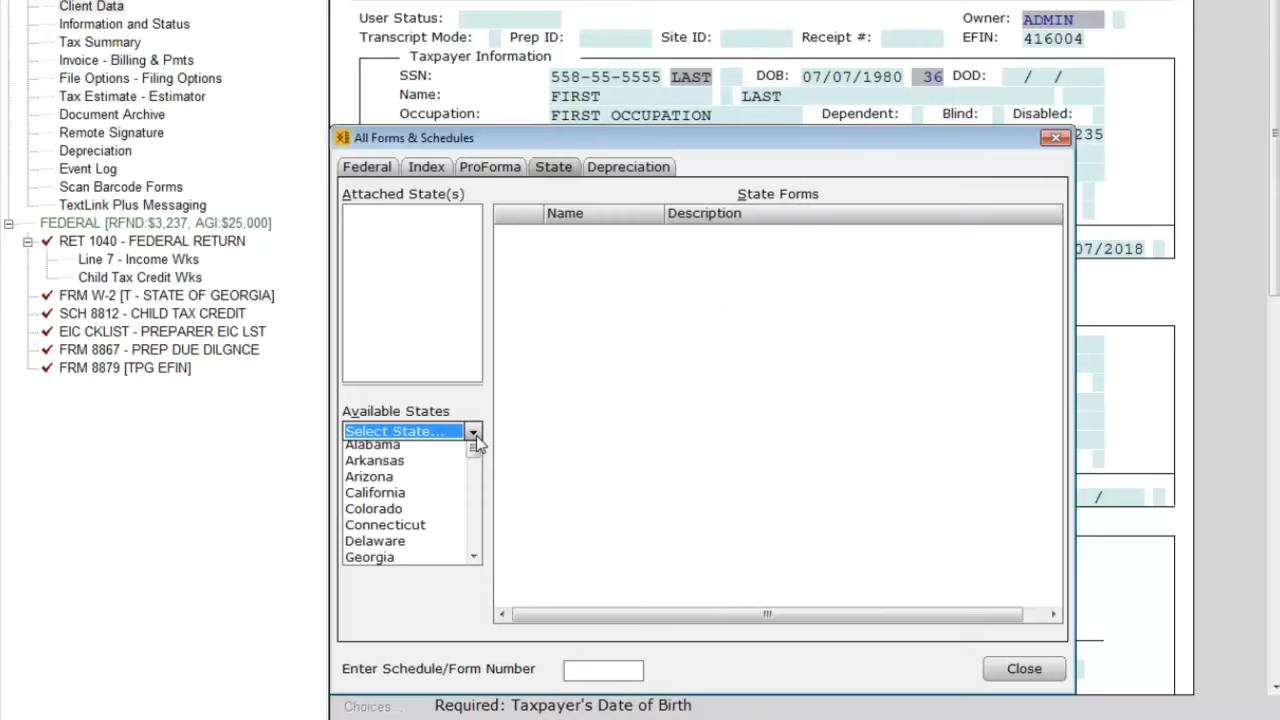 Client Data
Information and Status
Tax Summary
Invoice - Billing & Pmts
File Options - Filing Options
Tax Estimate - Estimator
Document Archive
Remote Signature
Depreciation
Event Log
Scan Barcode Forms
TextLink Plus Messaging
FEDERAL [RFND:$3,237, AGI:$25,000]
RET 1040 - FEDERAL RETURN
Line 7 - Income Wks
Child Tax Credit Wks
FRM W-2 [T - STATE OF GEORGIA]
SCH 8812 - CHILD TAX CREDIT
EIC CKLIST - PREPARER EIC LST
FRM 8867 - PREP DUE DILGNCE
FRM 8879 [TPG EFIN]
User Status: Owner: ADMIN
Transcript Mode: Prep ID: Site ID: Receipt #: EFIN: 416004
Taxpayer Information
SSN: 558-55-5555 LAST DOB: 07/07/1980 36 DOD: / /
Name: FIRST LAST
Occupation: FIRST OCCUPATION Dependent: Blind: Disabled:
235
07/2018
/
All Forms & Schedules
Federal Index ProForma State Depreciation
Attached State(s)
State Forms
Name Description
Available States
Select State...
Alabama
Arkansas
Arizona
California
Colorado
Connecticut
Delaware
Georgia
Enter Schedule/Form Number
Close
Choices... Required: Taxpayer's Date of Birth